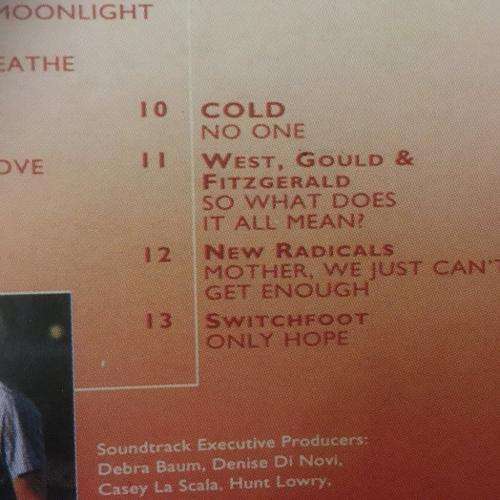 MOONLIGHT
EATHE
OVE
10 COLD
NO ONE
11 WEST, GOULD &
FITZGERALD
SO WHAT DOES
IT ALL MEAN?
12 NEW RADICALS
MOTHER, WE JUST CAN'T
GET ENOUGH
13 SWITCHFOOT
ONLY HOPE
Soundtrack Executive Producers:
Debra Baum, Denise Di Novi,
Casey La Scala, Hunt Lowry,